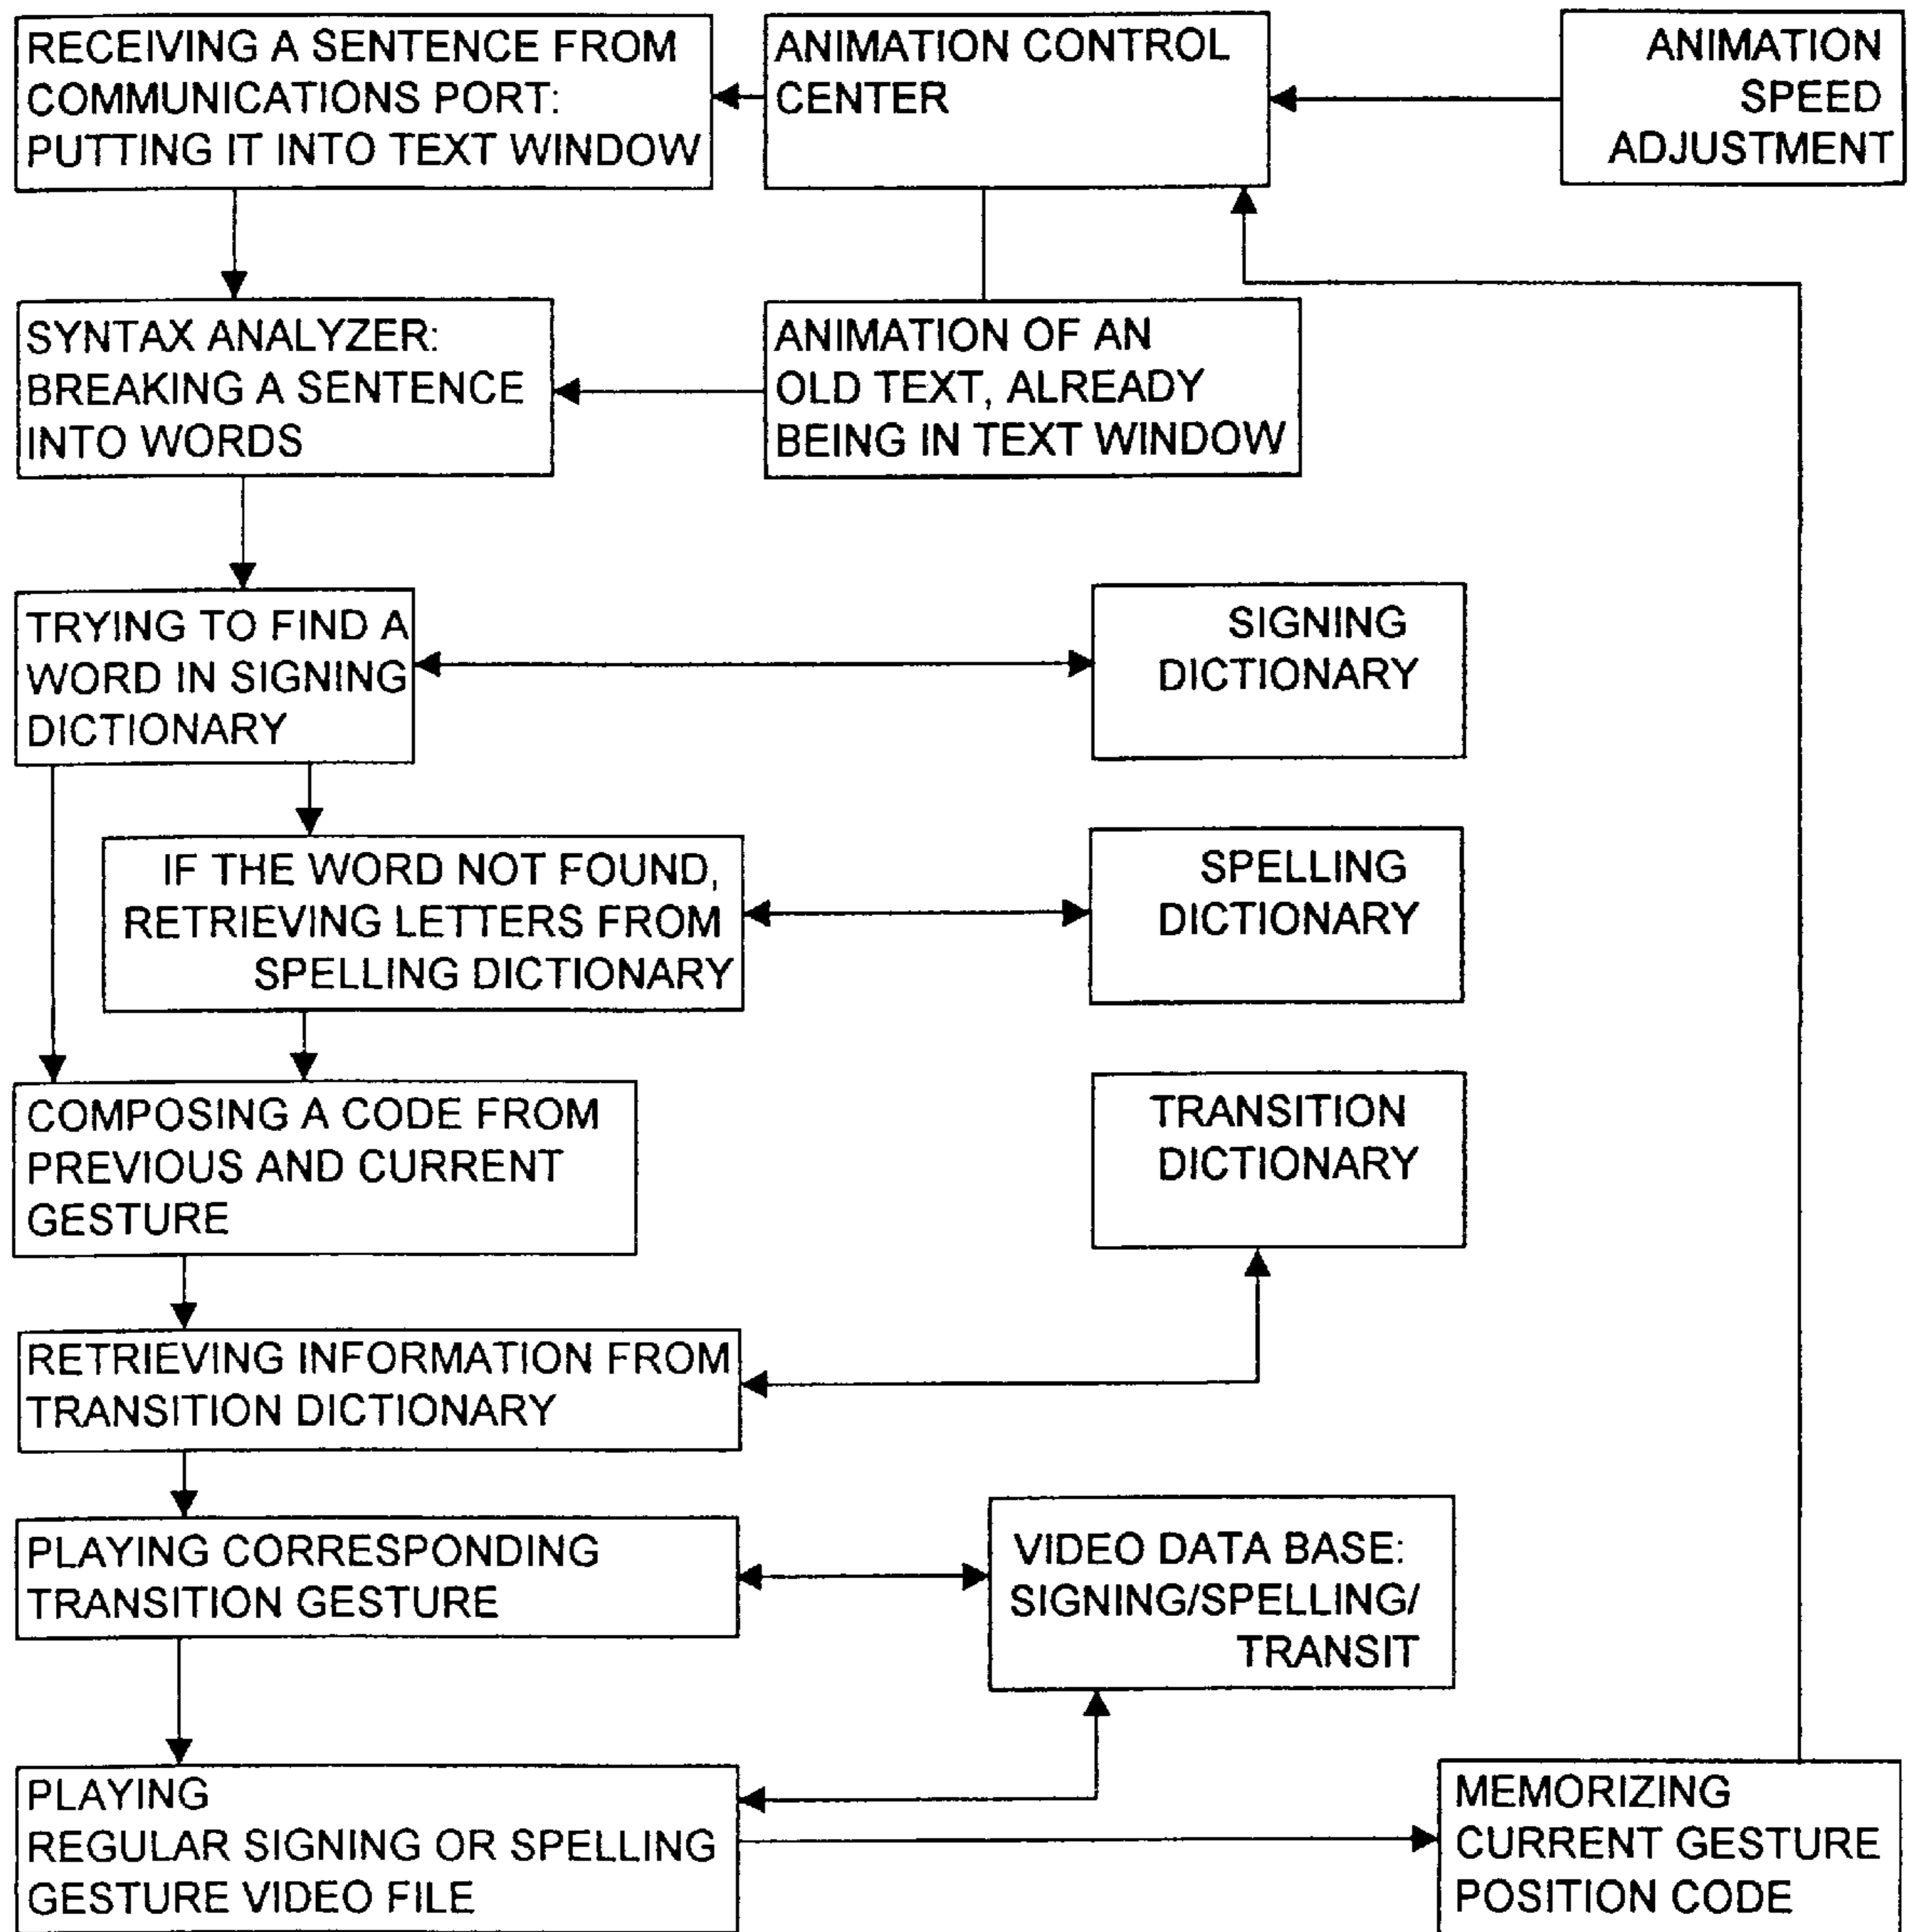 RECEIVING A SENTENCE FROM
COMMUNICATIONS PORT:
PUTTING IT INTO TEXT WINDOW
ANIMATION CONTROL
CENTER
ANIMATION
SPEED
ADJUSTMENT
SYNTAX ANALYZER:
BREAKING A SENTENCE
INTO WORDS
ANIMATION OF AN
OLD TEXT, ALREADY
BEING IN TEXT WINDOW
TRYING TO FIND A
WORD IN SIGNING
DICTIONARY
SIGNING
DICTIONARY
IF THE WORD NOT FOUND,
RETRIEVING LETTERS FROM
SPELLING DICTIONARY
SPELLING
DICTIONARY
COMPOSING A CODE FROM
PREVIOUS AND CURRENT
GESTURE
TRANSITION
DICTIONARY
RETRIEVING INFORMATION FROM
TRANSITION DICTIONARY
PLAYING CORRESPONDING
TRANSITION GESTURE
VIDEO DATA BASE:
SIGNING/SPELLING/
TRANSIT
PLAYING
REGULAR SIGNING OR SPELLING
GESTURE VIDEO FILE
MEMORIZING
CURRENT GESTURE
POSITION CODE